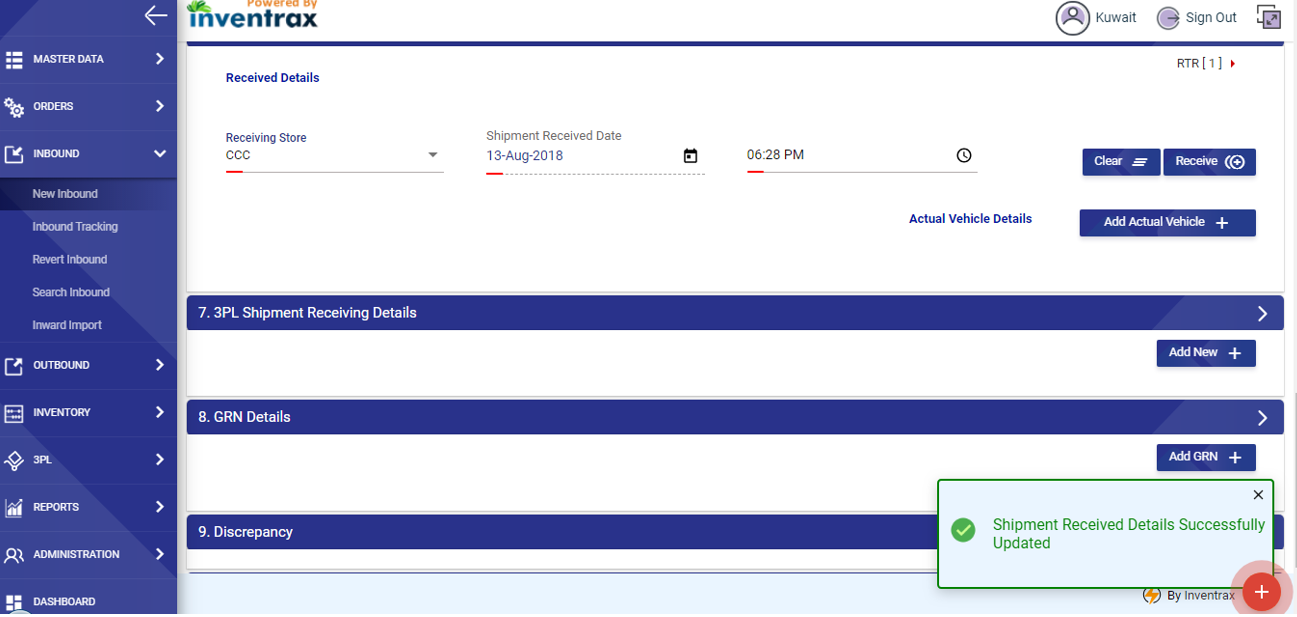 Powered By
inventrax
Kuwait
Sign Out
MASTER DATA
ORDERS
INBOUND
New Inbound
Inbound Tracking
Revert Inbound
Search Inbound
Inward Import
OUTBOUND
INVENTORY
3PL
REPORTS
ADMINISTRATION
DASHBOARD
RTR [ 1 ]
Received Details
Receiving Store
CCC
Shipment Received Date
13-Aug-2018
06:28 PM
Clear
Receive
Actual Vehicle Details
Add Actual Vehicle +
7. 3PL Shipment Receiving Details
Add New +
8. GRN Details
Add GRN +
9. Discrepancy
Shipment Received Details Successfully
Updated
By Inventrax